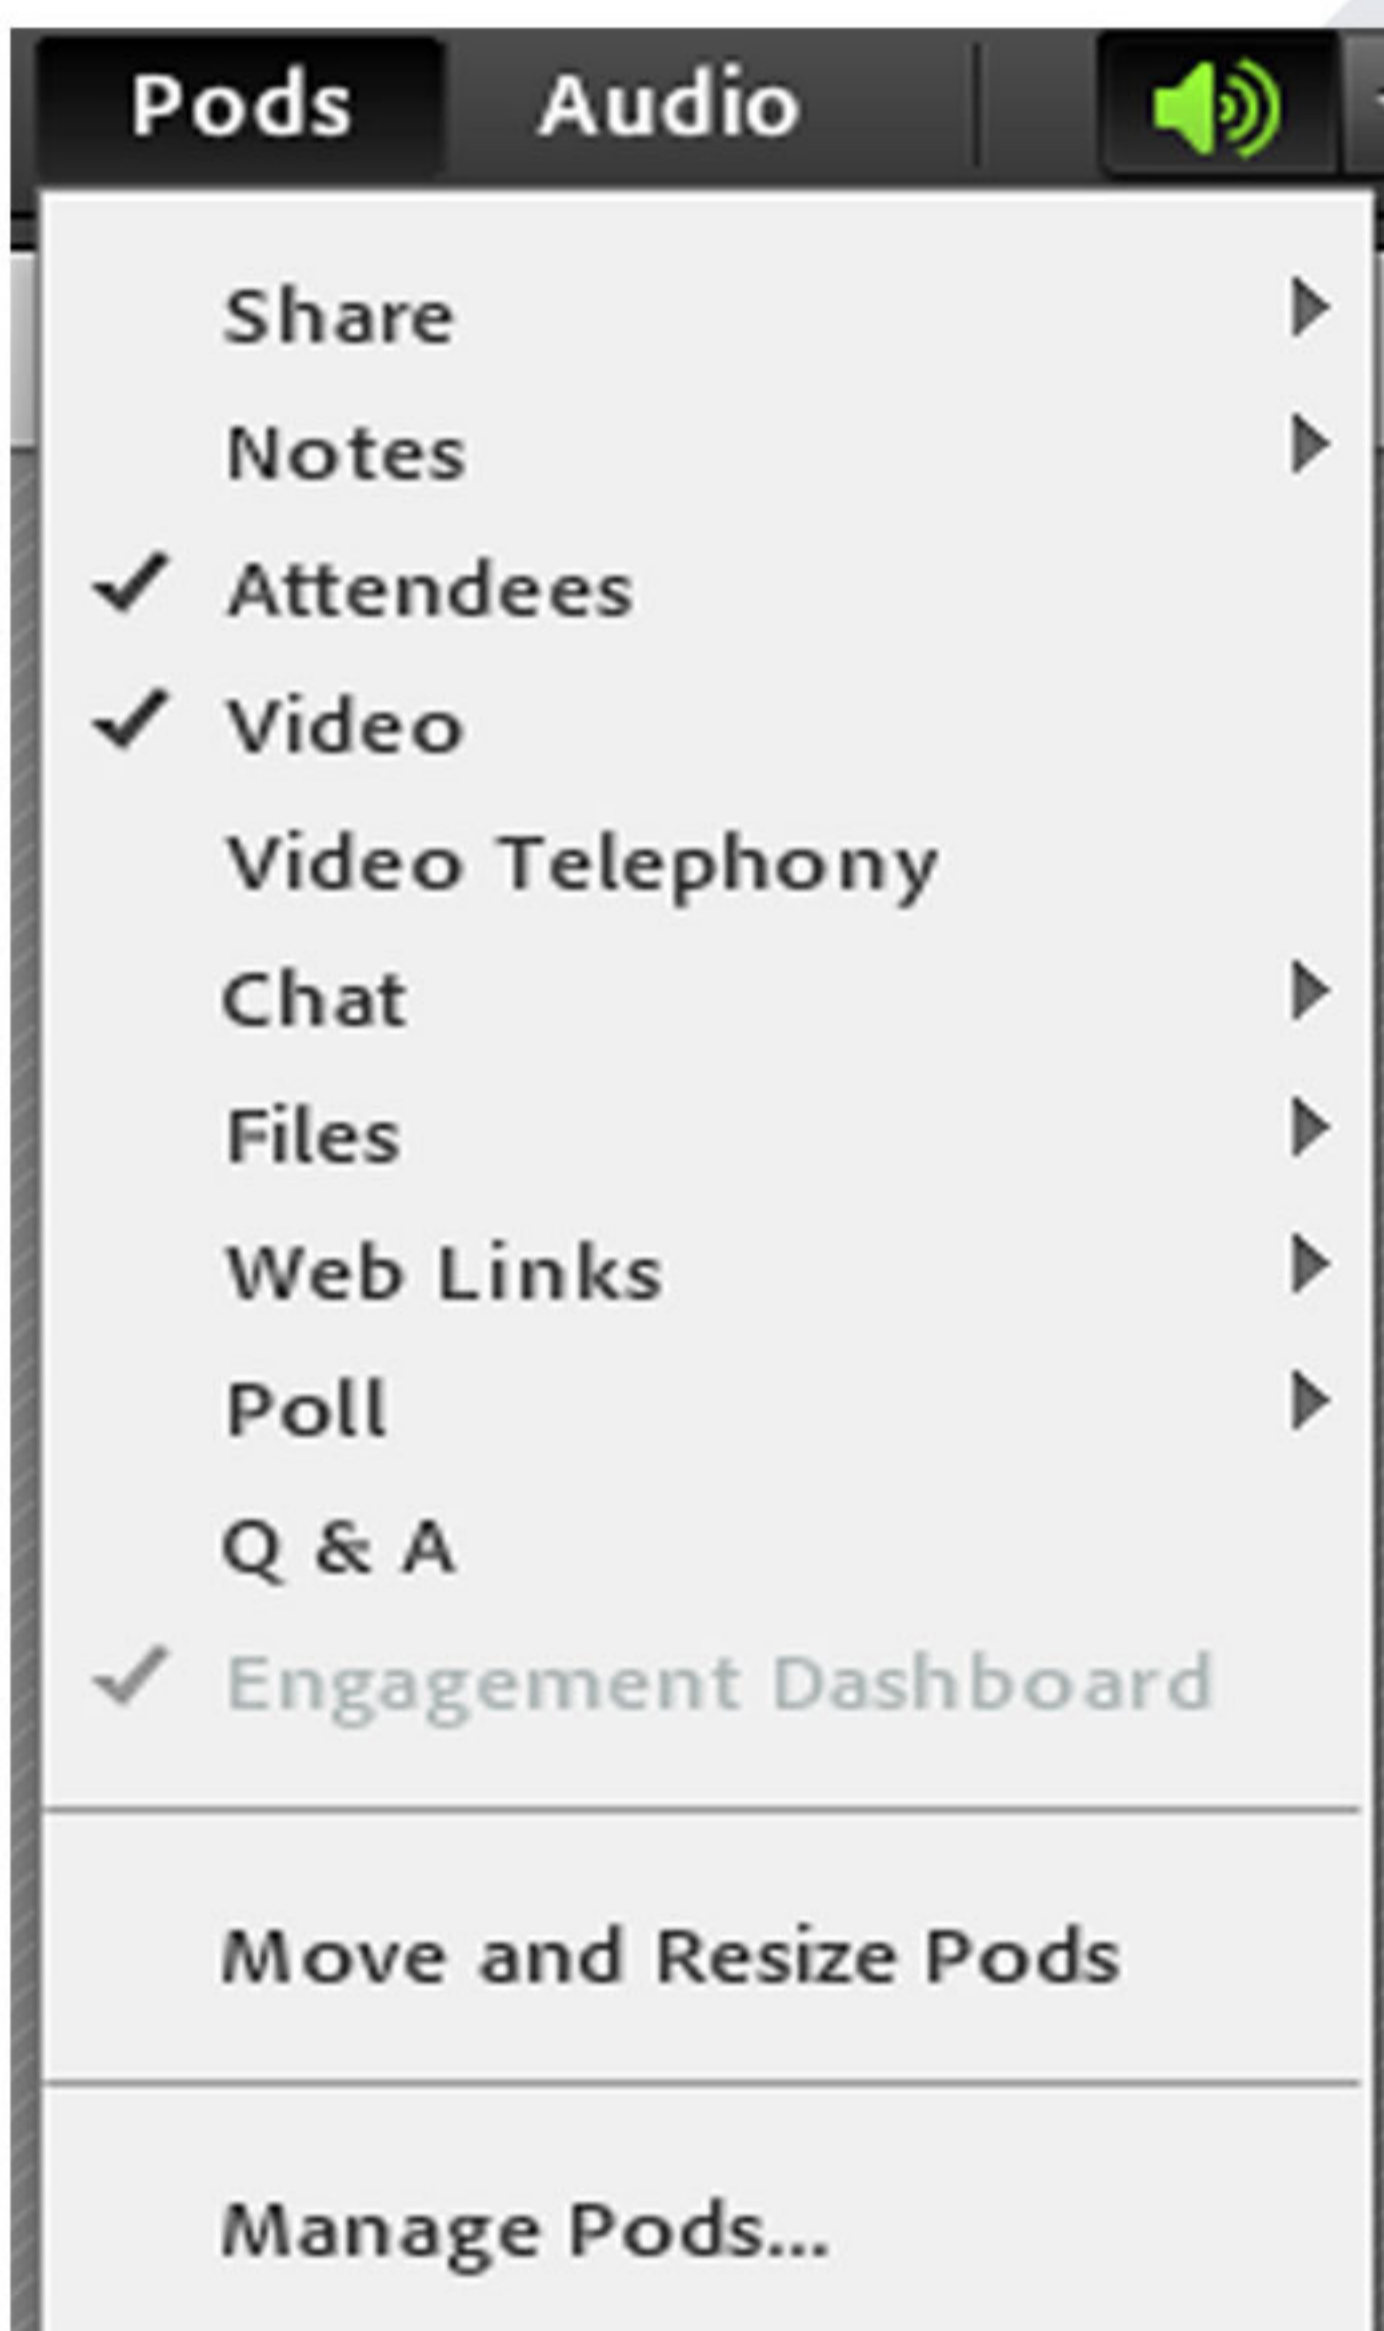 Pods Audio
Share
Notes
Attendees
Video
Video Telephony
Chat
Files
Web Links
Poll
Q & A
Engagement Dashboard
Move and Resize Pods
Manage Pods...